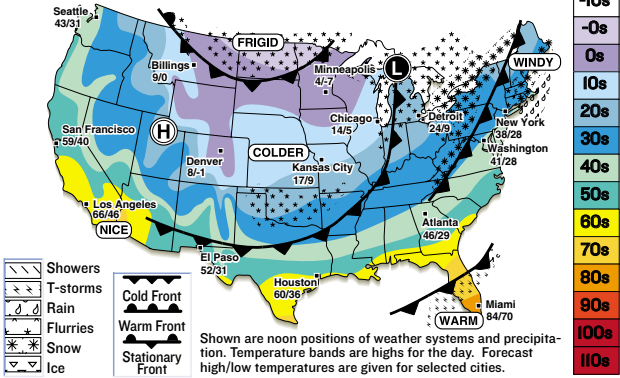 Seattle
43/31
FRIGID
Billings
9/0
Minneapolis
4/-7
L
WINDY
San Francisco
59/40
H
Denver
8/-1
COLDER
Kansas City
17/9
Chicago
14/5
Detroit
24/9
New York
38/28
Washington
41/28
Los Angeles
66/46
NICE
El Paso
52/31
Houston
60/36
Atlanta
46/29
Miami
84/70
WARM
-10s
-0s
0s
10s
20s
30s
40s
50s
60s
70s
80s
90s
100s
110s
Showers
T-storms
Rain
Flurries
Snow
Ice
Cold Front
Warm Front
Stationary
Front
Shown are noon positions of weather systems and precipita-
tion. Temperature bands are highs for the day. Forecast
high/low temperatures are given for selected cities.